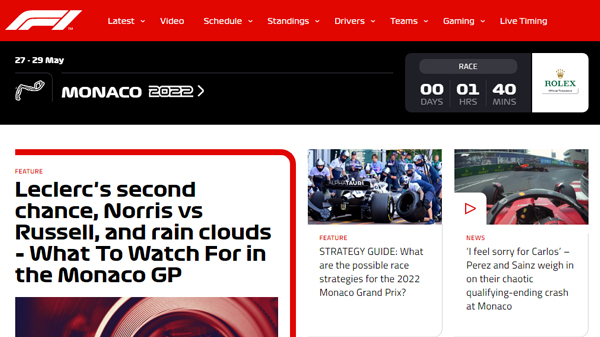 F1
Latest Video Schedule Standings Drivers Teams Gaming Live Timing
27 - 29 May
MONACO 2022
RACE
00 01 40
DAYS HRS MINS
ROLEX
FEATURE
Leclerc's second
chance, Norris vs
Russell, and rain clouds
- What To Watch For in
the Monaco GP
ALPHATAURI
FEATURE
STRATEGY GUIDE: What
are the possible race
strategies for the 2022
Monaco Grand Prix?
NEWS
'I feel sorry for Carlos' –
Perez and Sainz weigh in
on their chaotic
qualifying-ending crash
at Monaco